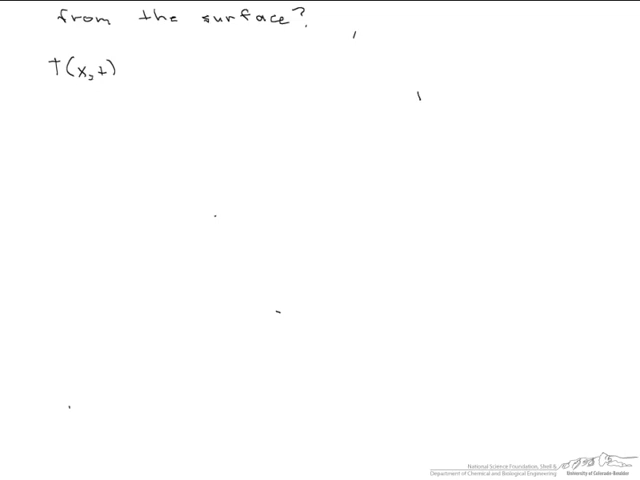 from the surface?
T(x,t)
National Science Foundation, Shell &
Department of Chemical and Biological Engineering
University of Colorado-Boulder